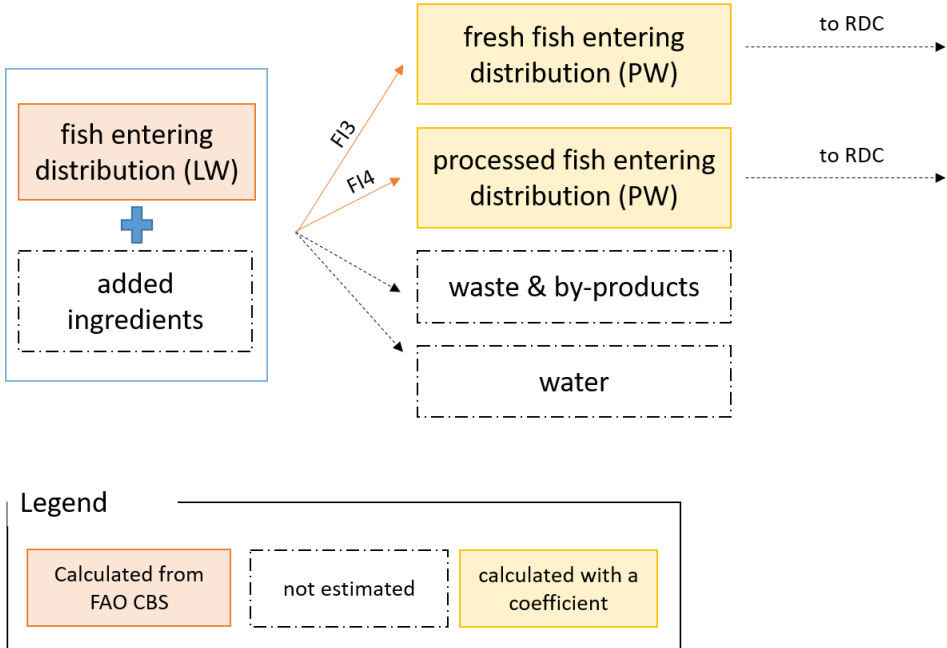 fish entering
distribution (LW)
added
ingredients
FI3
FI4
fresh fish entering
distribution (PW)
to RDC
processed fish entering
distribution (PW)
to RDC
waste & by-products
water
Legend
Calculated from
FAO CBS
not estimated
calculated with a
coefficient